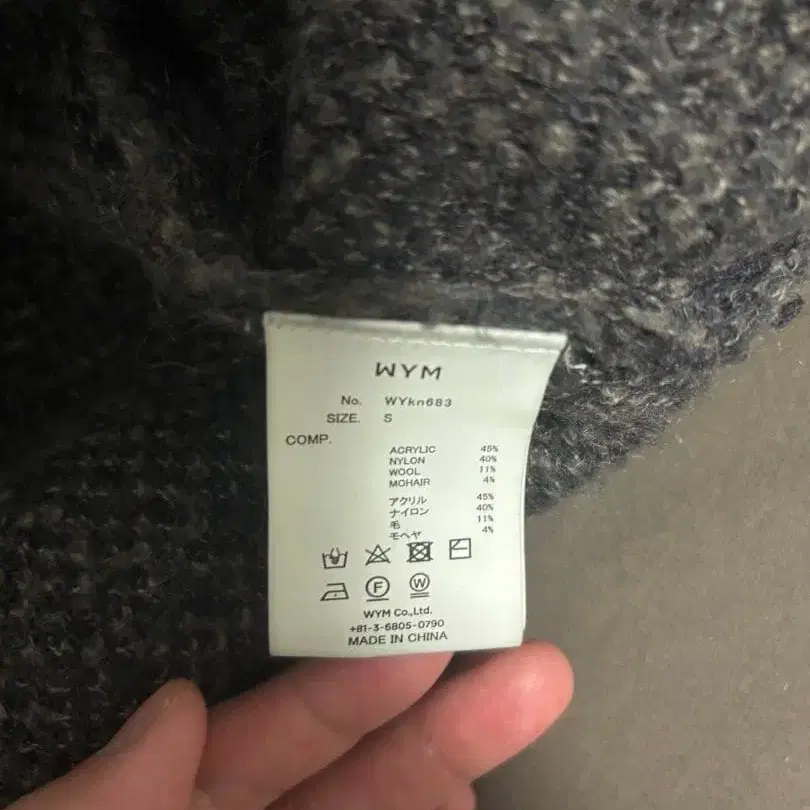 WYM
No. WYkn683
SIZE. S
COMP.
ACRYLIC 45%
NYLON 40%
WOOL 11%
MOHAIR 4%
アクリル 45%
ナイロン 40%
毛 11%
モヘヤ 4%
F W
WYM Co.,Ltd.
+81-3-6805-0790
MADE IN CHINA